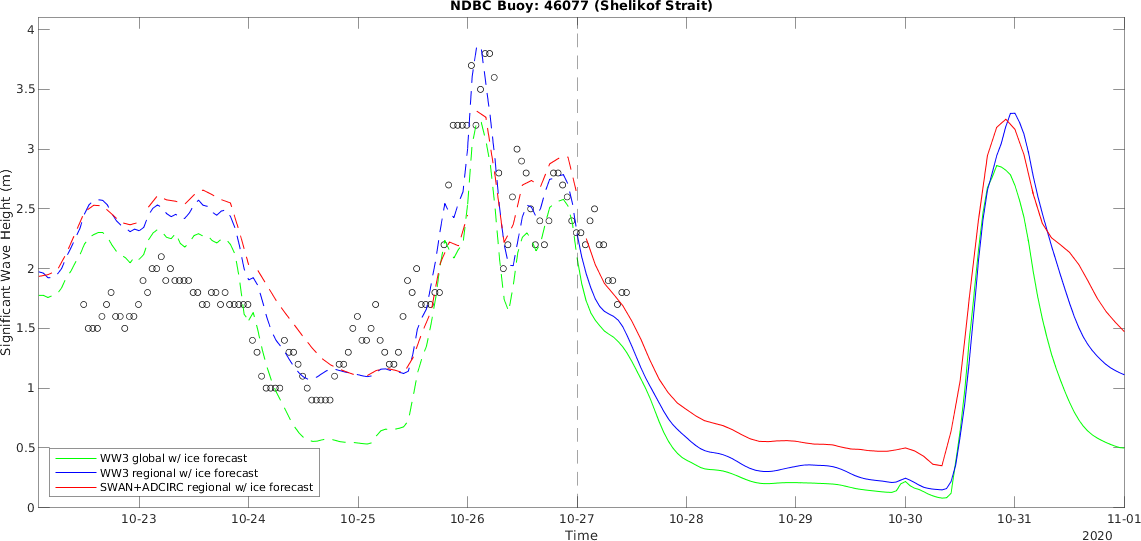 NDBC Buoy: 46077 (Shelikof Strait)
Significant Wave Height (m)
4
3.5
3
2.5
2
1.5
1
0.5
0
WW3 global w/ ice forecast
WW3 regional w/ ice forecast
SWAN+ADCIRC regional w/ ice forecast
10-23 10-24 10-25 10-26 10-27 10-28 10-29 10-30 10-31 11-01
Time 2020